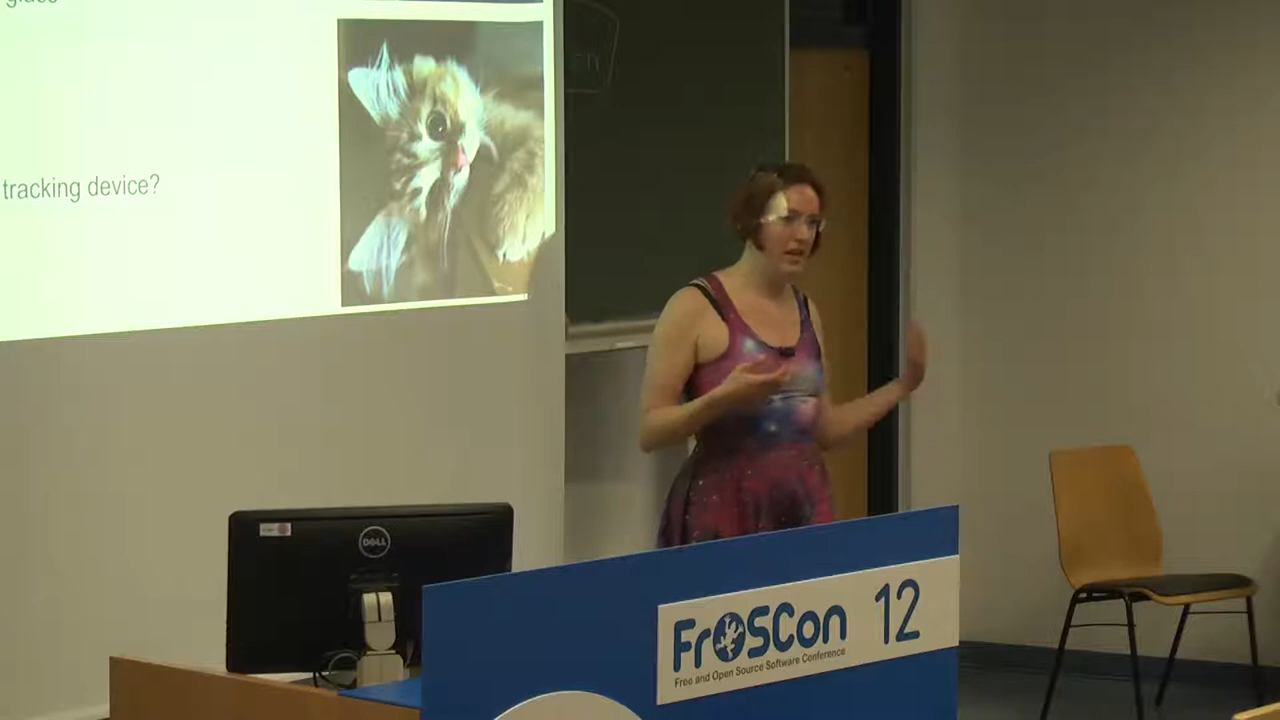 tracking device?
DELL
FrOSCon 12
Free and Open Source Software Conference